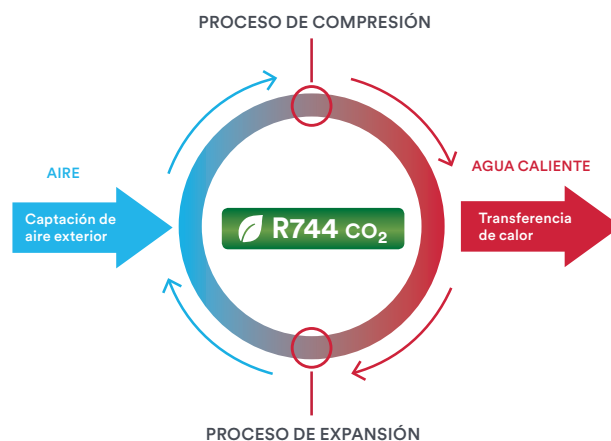 PROCESO DE COMPRESIÓN
AIRE
AGUA CALIENTE
Captación de
aire exterior
R744 CO₂
Transferencia
de calor
PROCESO DE EXPANSIÓN